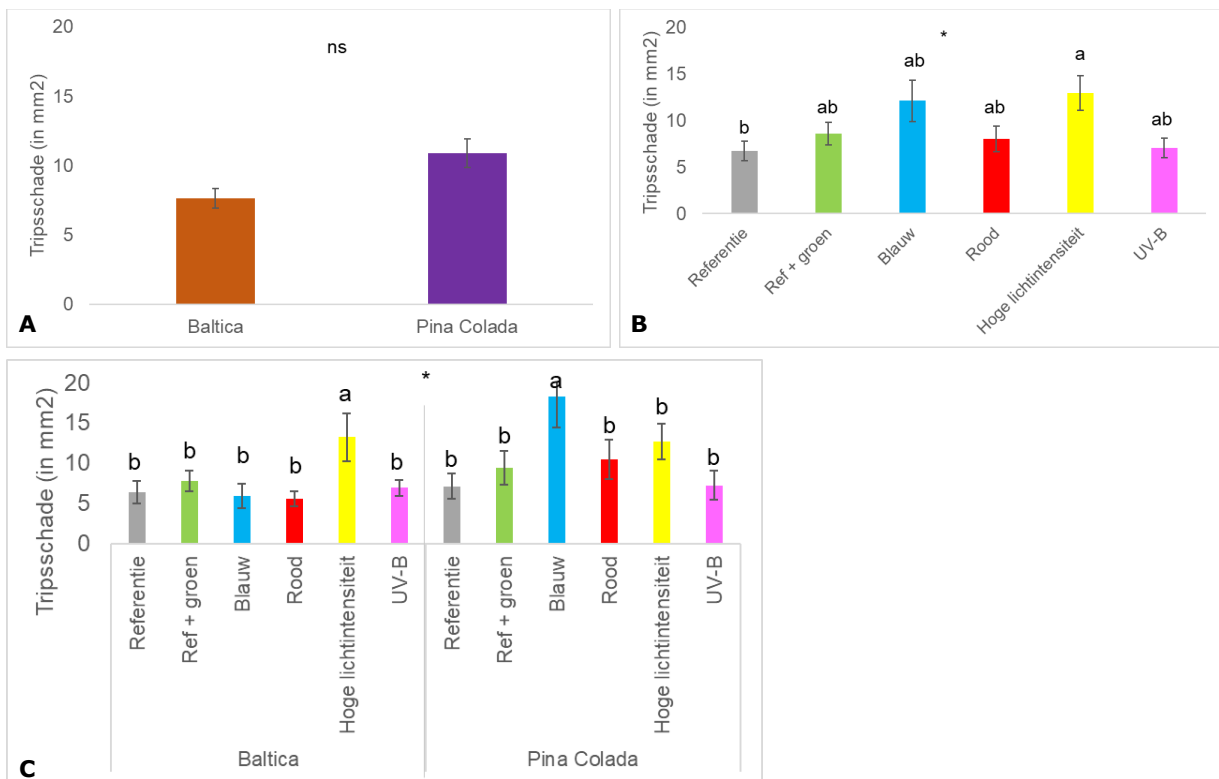 20
15
10
5
0
Tripsschade (in mm2)
ns
Baltica
Pina Colada
A
20
15
10
5
0
Tripsschade (in mm2)
*
b
ab
ab
ab
a
ab
Referentie
Ref + groen
Blauw
Rood
Hoge lichtintensiteit
UV-B
B
20
15
10
5
0
Tripsschade (in mm2)
*
b
b
b
b
a
b
b
b
a
b
b
b
Referentie
Ref + groen
Blauw
Rood
Hoge lichtintensiteit
UV-B
Referentie
Ref + groen
Blauw
Rood
Hoge lichtintensiteit
UV-B
Baltica
Pina Colada
C